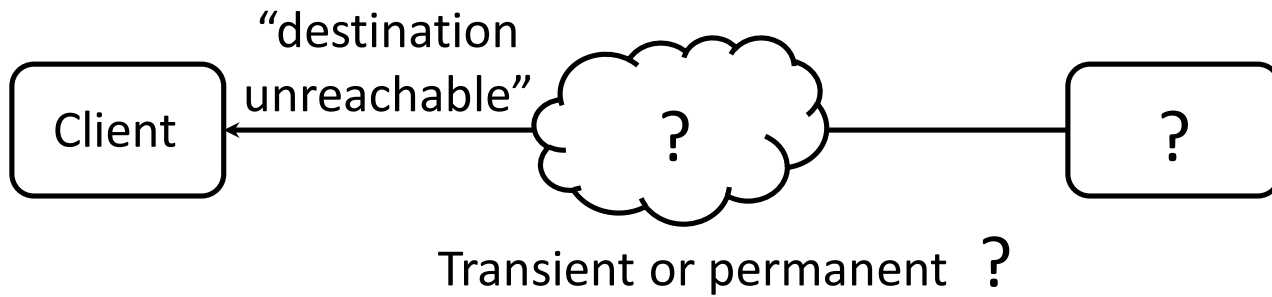 “destination
unreachable”
Client
?
?
Transient or permanent ?